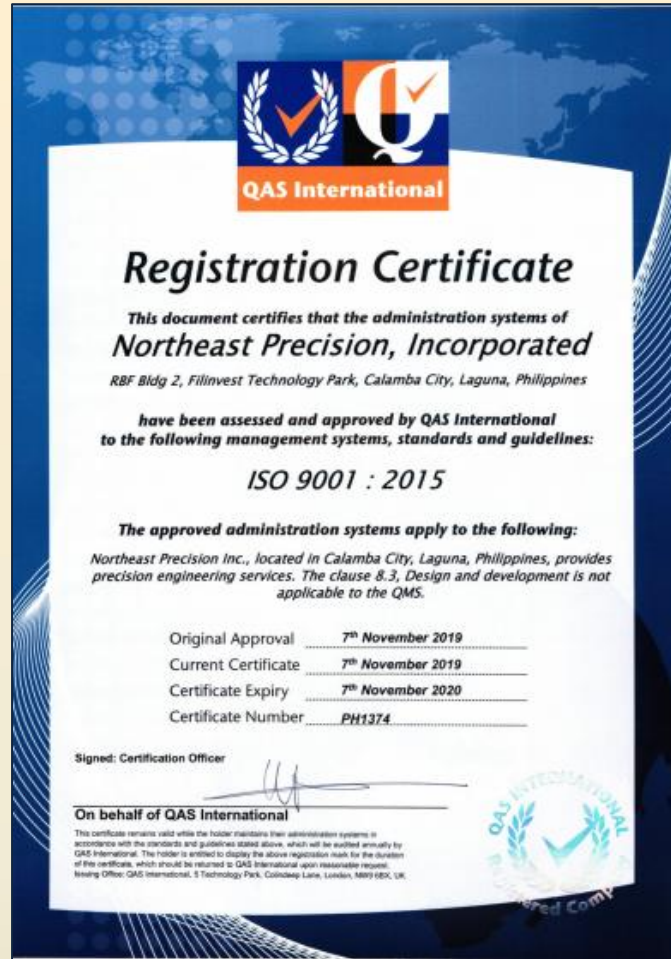 QAS International
Registration Certificate
This document certifies that the administration systems of
Northeast Precision, Incorporated
RBF Bldg 2, Filinvest Technology Park, Calamba City, Laguna, Philippines
have been assessed and approved by QAS International
to the following management systems, standards and guidelines:
ISO 9001 : 2015
The approved administration systems apply to the following:
Northeast Precision Inc., located in Calamba City, Laguna, Philippines, provides
precision engineering services. The clause 8.3, Design and development is not
applicable to the QMS.
Original Approval 7th November 2019
Current Certificate 7th November 2019
Certificate Expiry 7th November 2020
Certificate Number PH1374
Signed: Certification Officer
On behalf of QAS International
This certificate remains valid while the holder maintains their administration systems in
accordance with the standards and guidelines stated above, which will be audited annually by
QAS International. The holder is entitled to display the above registration mark for the duration
of this certificate, which should be returned to QAS International upon reasonable request.
Issuing Office: QAS International, 5 Technology Park, Colindeep Lane, London, NW9 6BX, UK.
QAS INTERNATIONAL
Registered Comp